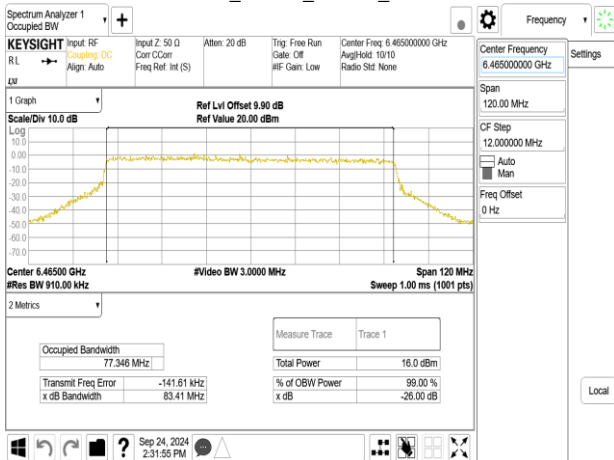 Spectrum Analyzer 1
Occupied BW
Frequency
KEYSIGHT
RL
Input: RF
Coupling: DC
Align: Auto
Input Z: 50 Ω
Corr CCorr
Freq Ref: Int (S)
Atten: 20 dB
Trig: Free Run
Gate: Off
#IF Gain: Low
Center Freq: 6.465000000 GHz
Avg|Hold: 10/10
Radio Std: None
Center Frequency
6.465000000 GHz
Settings
Span
120.00 MHz
CF Step
12.000000 MHz
Auto
Man
Freq Offset
0 Hz
Local
1 Graph
Scale/Div 10.0 dB
Ref Lvl Offset 9.90 dB
Ref Value 20.00 dBm
Log
10.0
0.00
-10.0
-20.0
-30.0
-40.0
-50.0
-60.0
-70.0
Center 6.46500 GHz
#Video BW 3.0000 MHz
Span 120 MHz
#Res BW 910.00 kHz
Sweep 1.00 ms (1001 pts)
2 Metrics
Measure Trace
Trace 1
Occupied Bandwidth
77.346 MHz
Total Power
16.0 dBm
Transmit Freq Error
-141.61 kHz
% of OBW Power
99.00 %
x dB Bandwidth
83.41 MHz
x dB
-26.00 dB
?
Sep 24, 2024
2:31:55 PM